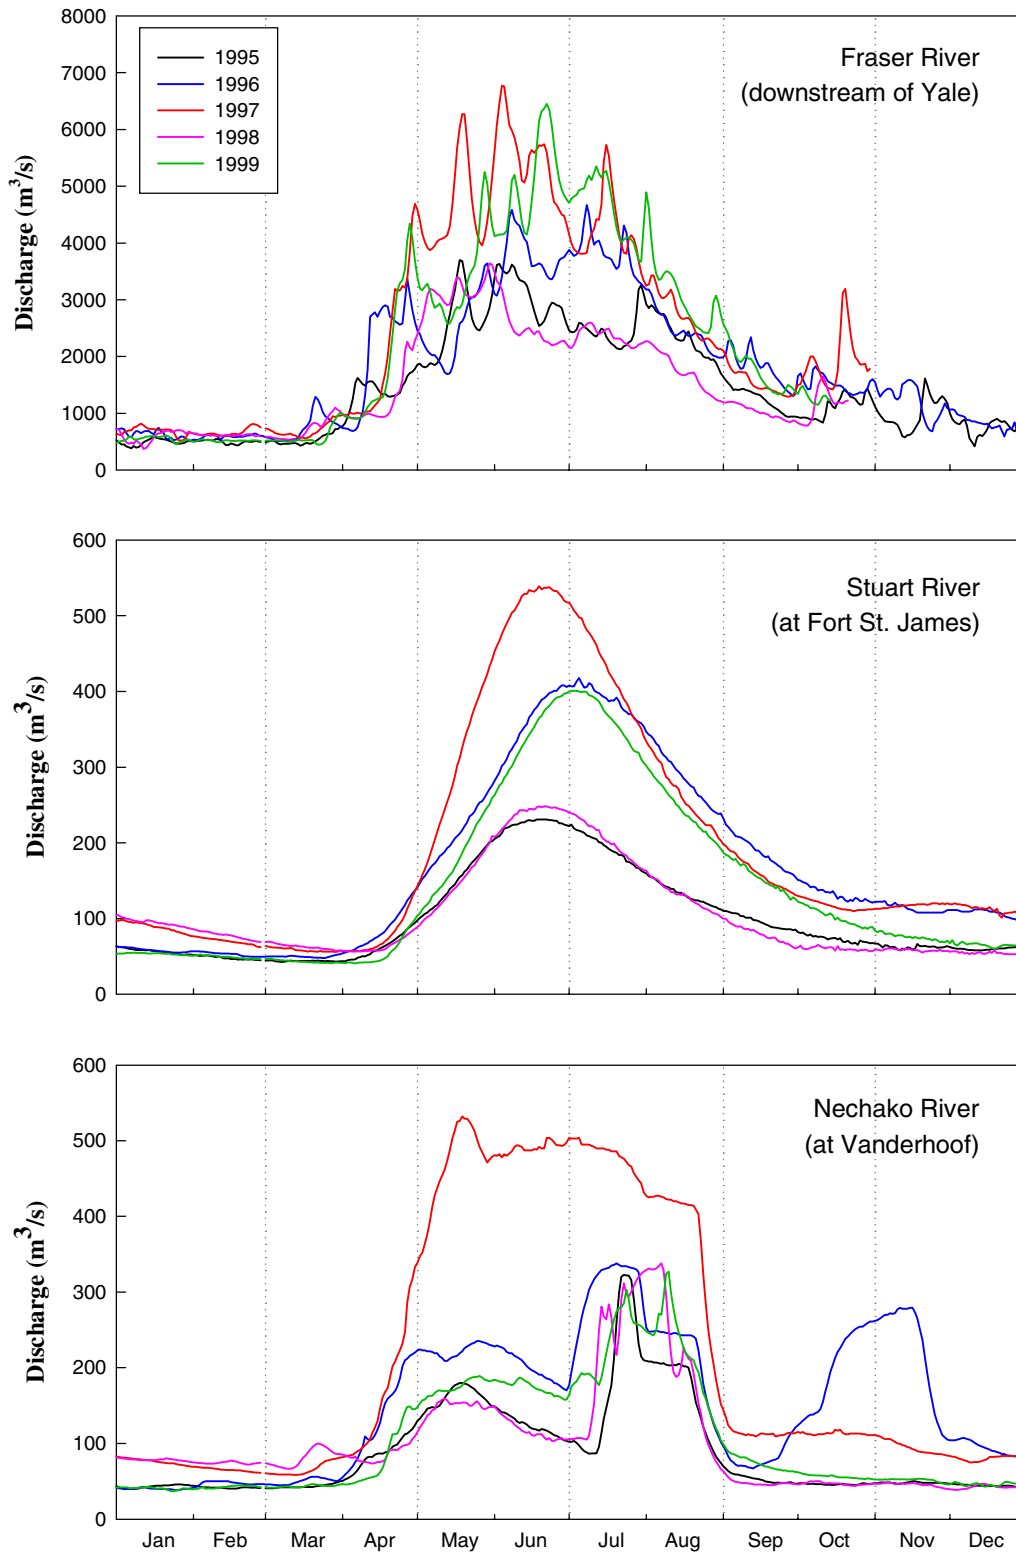 8000
7000
6000
5000
4000
3000
2000
1000
0
Discharge (m³/s)
1995
1996
1997
1998
1999
Fraser River
(downstream of Yale)
600
500
400
300
200
100
0
Discharge (m³/s)
Stuart River
(at Fort St. James)
600
500
400
300
200
100
0
Discharge (m³/s)
Nechako River
(at Vanderhoof)
Jan Feb Mar Apr May Jun Jul Aug Sep Oct Nov Dec